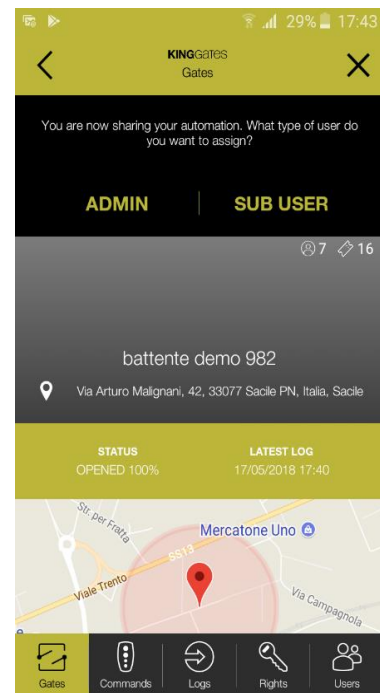 29% 17:43
KINGGATES
Gates
You are now sharing your automation. What type of user do
you want to assign?
ADMIN
SUB USER
7 16
battente demo 982
Via Arturo Malignani, 42, 33077 Sacile PN, Italia, Sacile
STATUS
LATEST LOG
OPENED 100%
17/05/2018 17:40
Str. per Fratta
Mercatone Uno
SS13
Viale Trento
Via Campagnola
e
Gates
Commands
Logs
Rights
Users